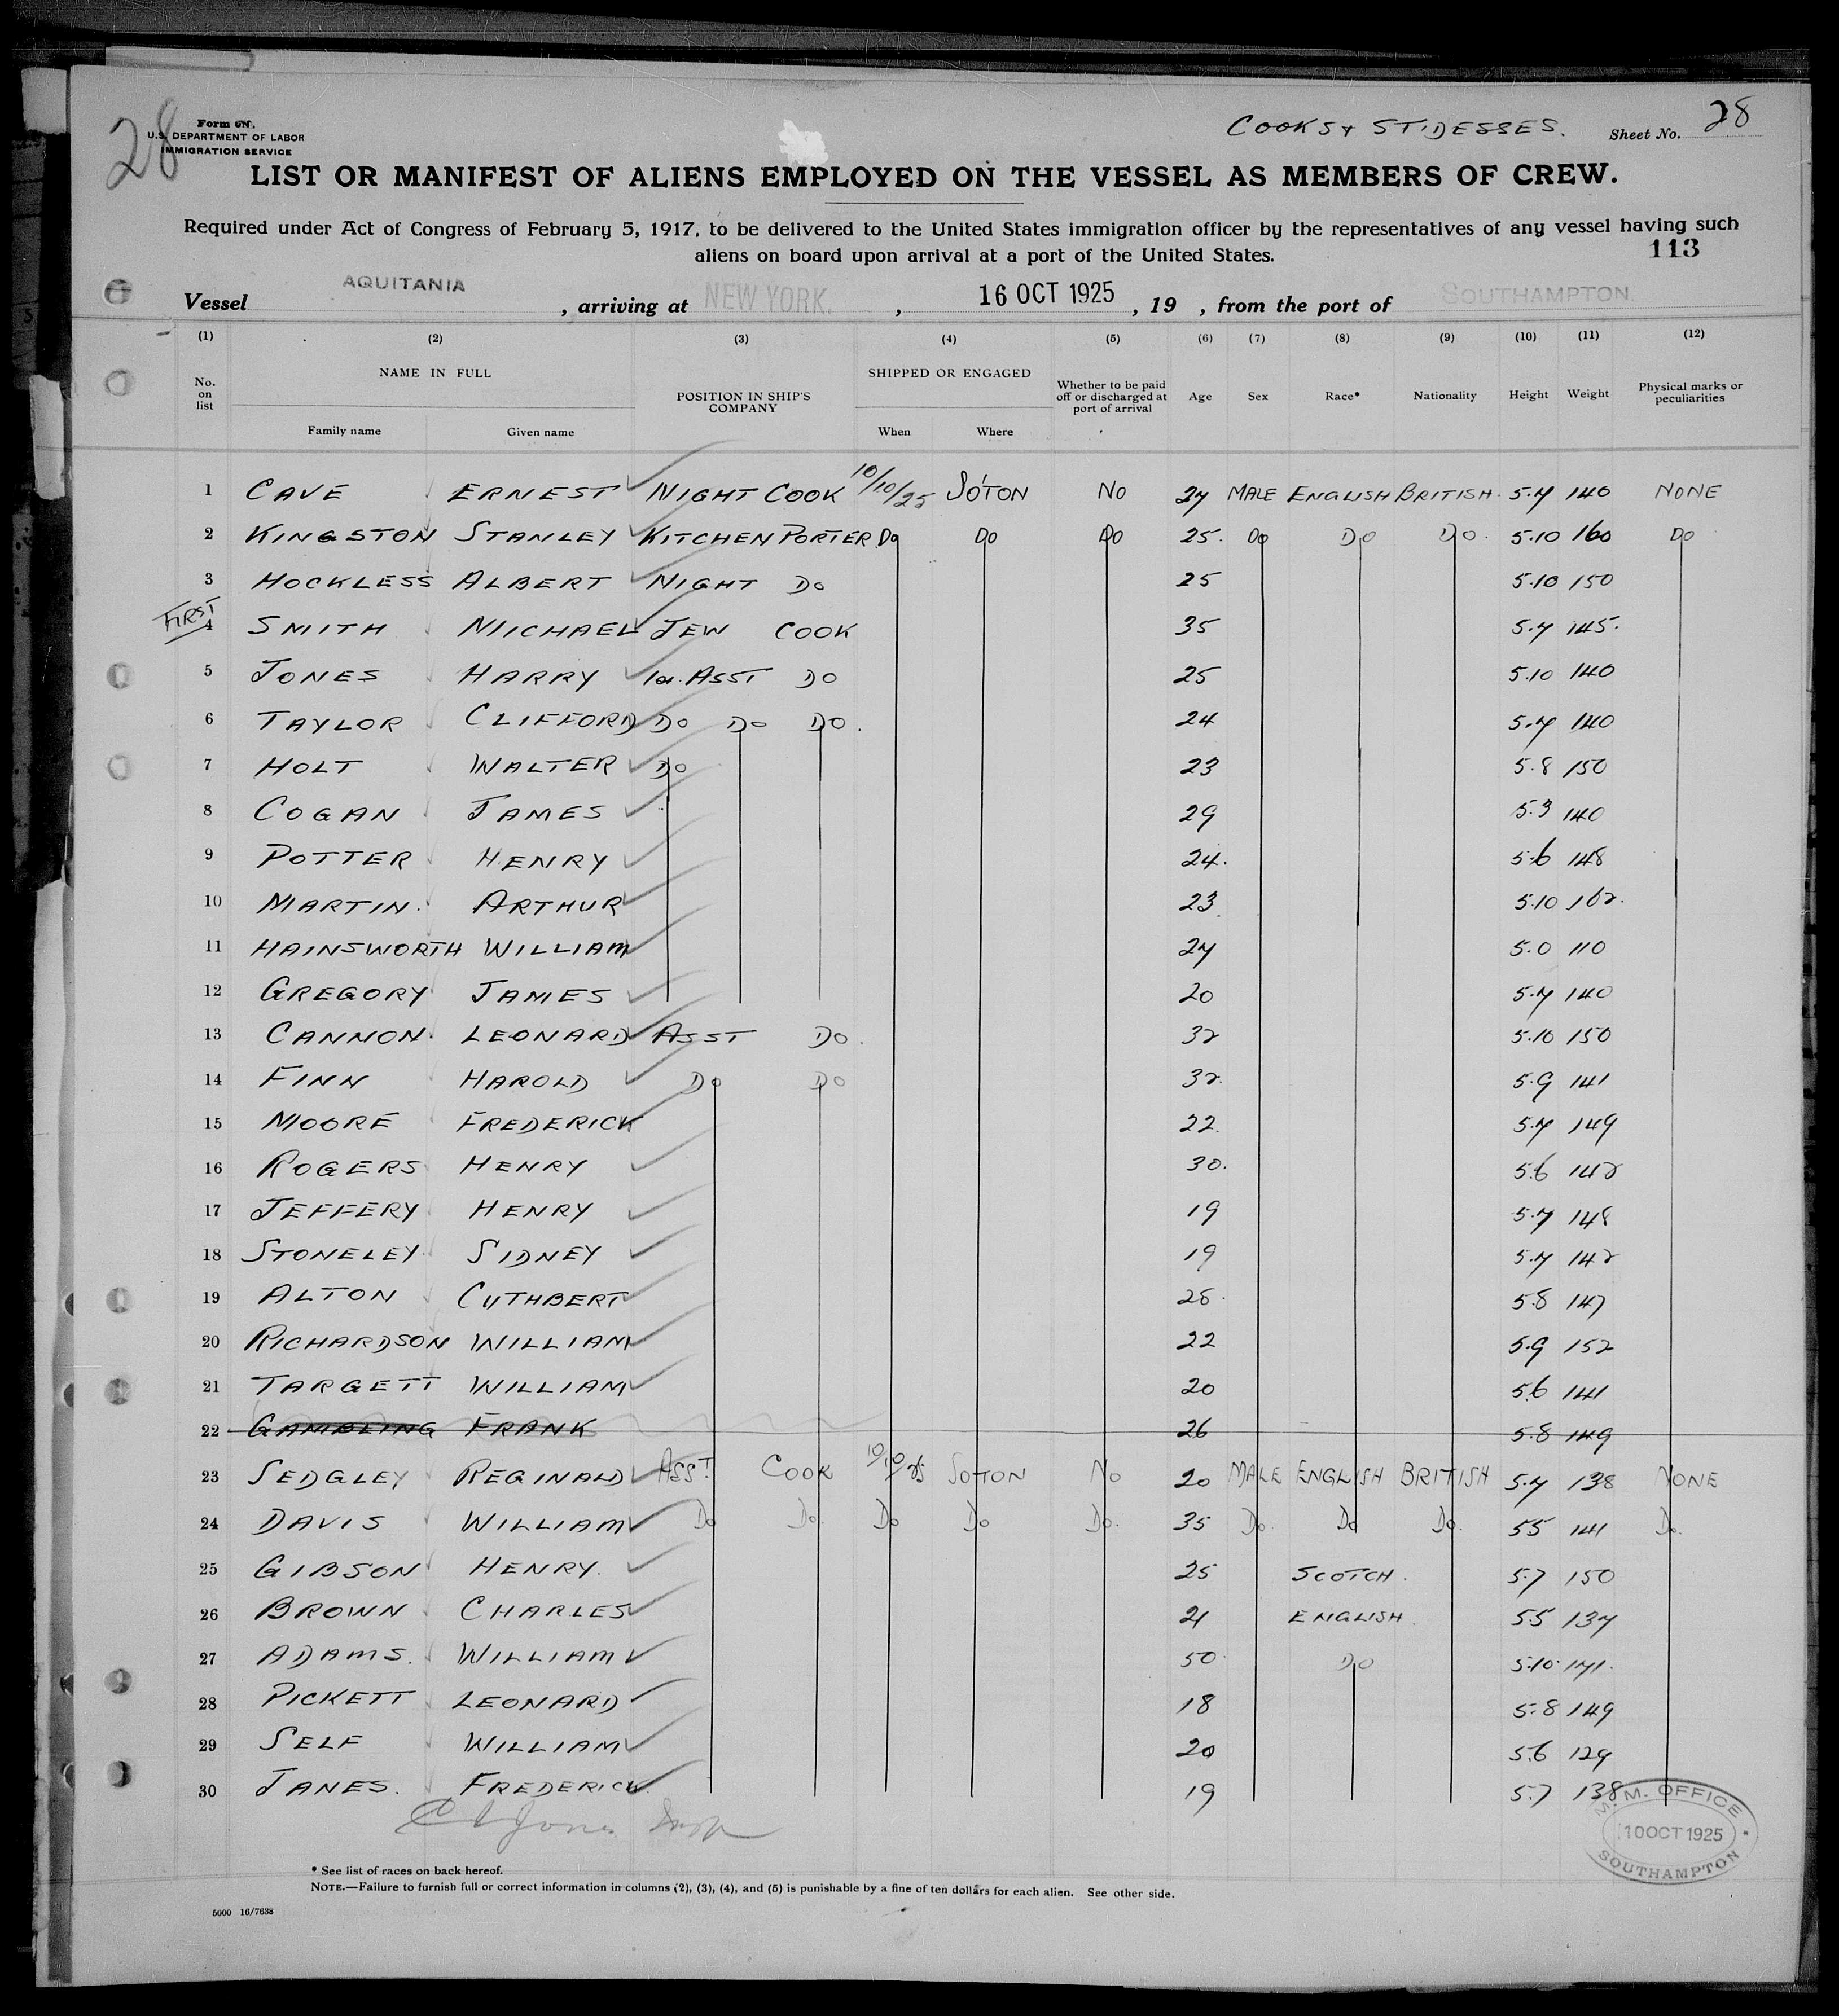 28
Form 680,
U.S. DEPARTMENT OF LABOR
IMMIGRATION SERVICE
COOKS & ST'DESSES. Sheet No. 28
LIST OR MANIFEST OF ALIENS EMPLOYED ON THE VESSEL AS MEMBERS OF CREW.
Required under Act of Congress of February 5, 1917, to be delivered to the United States immigration officer by the representatives of any vessel having such
aliens on board upon arrival at a port of the United States.
113
Vessel AQUITANIA, arriving at NEW YORK., 16 OCT 1925, 19 , from the port of SOUTHAMPTON.
(1) (2) (3) (4) (5) (6) (7) (8) (9) (10) (11) (12)
No. on list NAME IN FULL Family name Given name POSITION IN SHIP'S COMPANY SHIPPED OR ENGAGED When Where Whether to be paid off or discharged at port of arrival Age Sex Race* Nationality Height Weight Physical marks or peculiarities
1 CAVE ERNEST NIGHT COOK 10/10/25 SO'TON NO 27 MALE ENGLISH BRITISH. 5.7 140 NONE
2 KINGSTON STANLEY KITCHEN PORTER Do Do Do 25. Do Do Do. 5.10 160 Do
3 HOCKLESS ALBERT NIGHT DO 25 5.10 150
FIRST
4 SMITH MICHAEL JEW COOK 35 5.7 145.
5 JONES HARRY ASST DO 25 5.10 140
6 TAYLOR CLIFFORD DO DO DO. 24 5.7 140
7 HOLT WALTER DO 23 5.8 150
8 COGAN JAMES 29 5.3 140
9 POTTER HENRY 24. 5.6 148
10 MARTIN. ARTHUR 23. 5.10 162.
11 HAINSWORTH WILLIAM 27 5.0 110
12 GREGORY JAMES 20 5.7 140
13 CANNON. LEONARD ASST DO. 32 5.10 150
14 FINN HAROLD DO DO 32. 5.9 141
15 MOORE FREDERICK 22. 5.7 149
16 ROGERS HENRY 30. 5.6 142
17 JEFFERY HENRY 19 5.7 148
18 STONELEY SIDNEY 19 5.7 142
19 ALTON CUTHBERT 5.8 147
20 RICHARDSON WILLIAM 22 5.9 152
21 TARGETT WILLIAM 20 5.6 141
22 GAMBLING FRANK 26 5.8 149
23 SEDGLEY REGINALD ASST. COOK 10/10/25 SOTON NO 20 MALE ENGLISH BRITISH 5.7 138 NONE
24 DAVIS WILLIAM Do Do. Do Do Do. 35 Do. Do Do. 5.5 141 Do.
25 GIBSON HENRY. 25 SCOTCH. 5.7 150
26 BROWN CHARLES 21 ENGLISH. 5.5 137
27 ADAMS. WILLIAM 50. DO 5.10. 171.
28 PICKETT LEONARD 18 5.8 149
29 SELF WILLIAM 20 5.6 129
30 JANES. FREDERICK 19 5.7 138
M.M. OFFICE
10 OCT 1925
SOUTHAMPTON
* See list of races on back hereof.
NOTE.—Failure to furnish full or correct information in columns (2), (3), (4), and (5) is punishable by a fine of ten dollars for each alien. See other side.
5000 16/7638